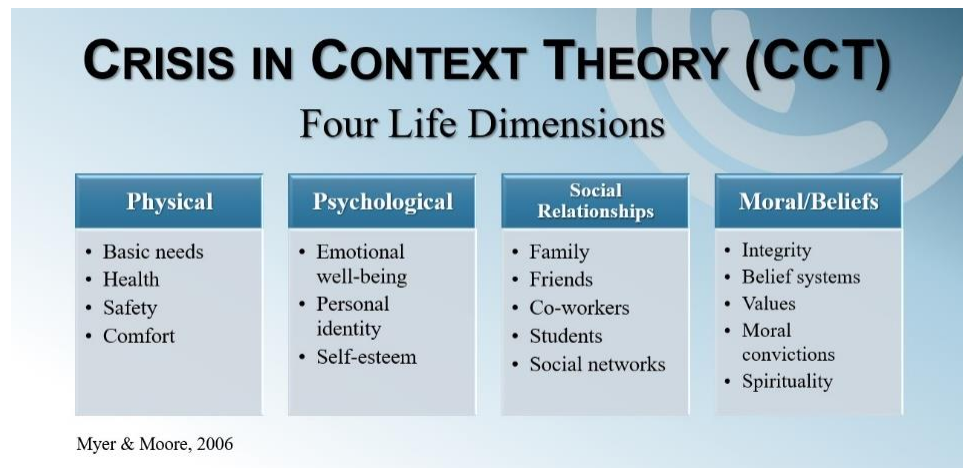 CRISIS IN CONTEXT THEORY (CCT)
Four Life Dimensions
Physical
• Basic needs
• Health
• Safety
• Comfort
Psychological
• Emotional
well-being
• Personal
identity
• Self-esteem
Social
Relationships
• Family
• Friends
• Co-workers
• Students
• Social networks
Moral/Beliefs
• Integrity
• Belief systems
• Values
• Moral
convictions
• Spirituality
Myer & Moore, 2006